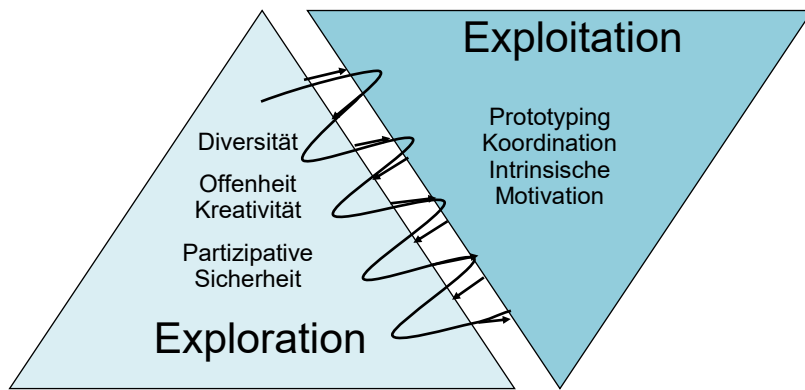 Exploitation
Prototyping
Koordination
Intrinsische
Motivation
Diversität
Offenheit
Kreativität
Partizipative
Sicherheit
Exploration